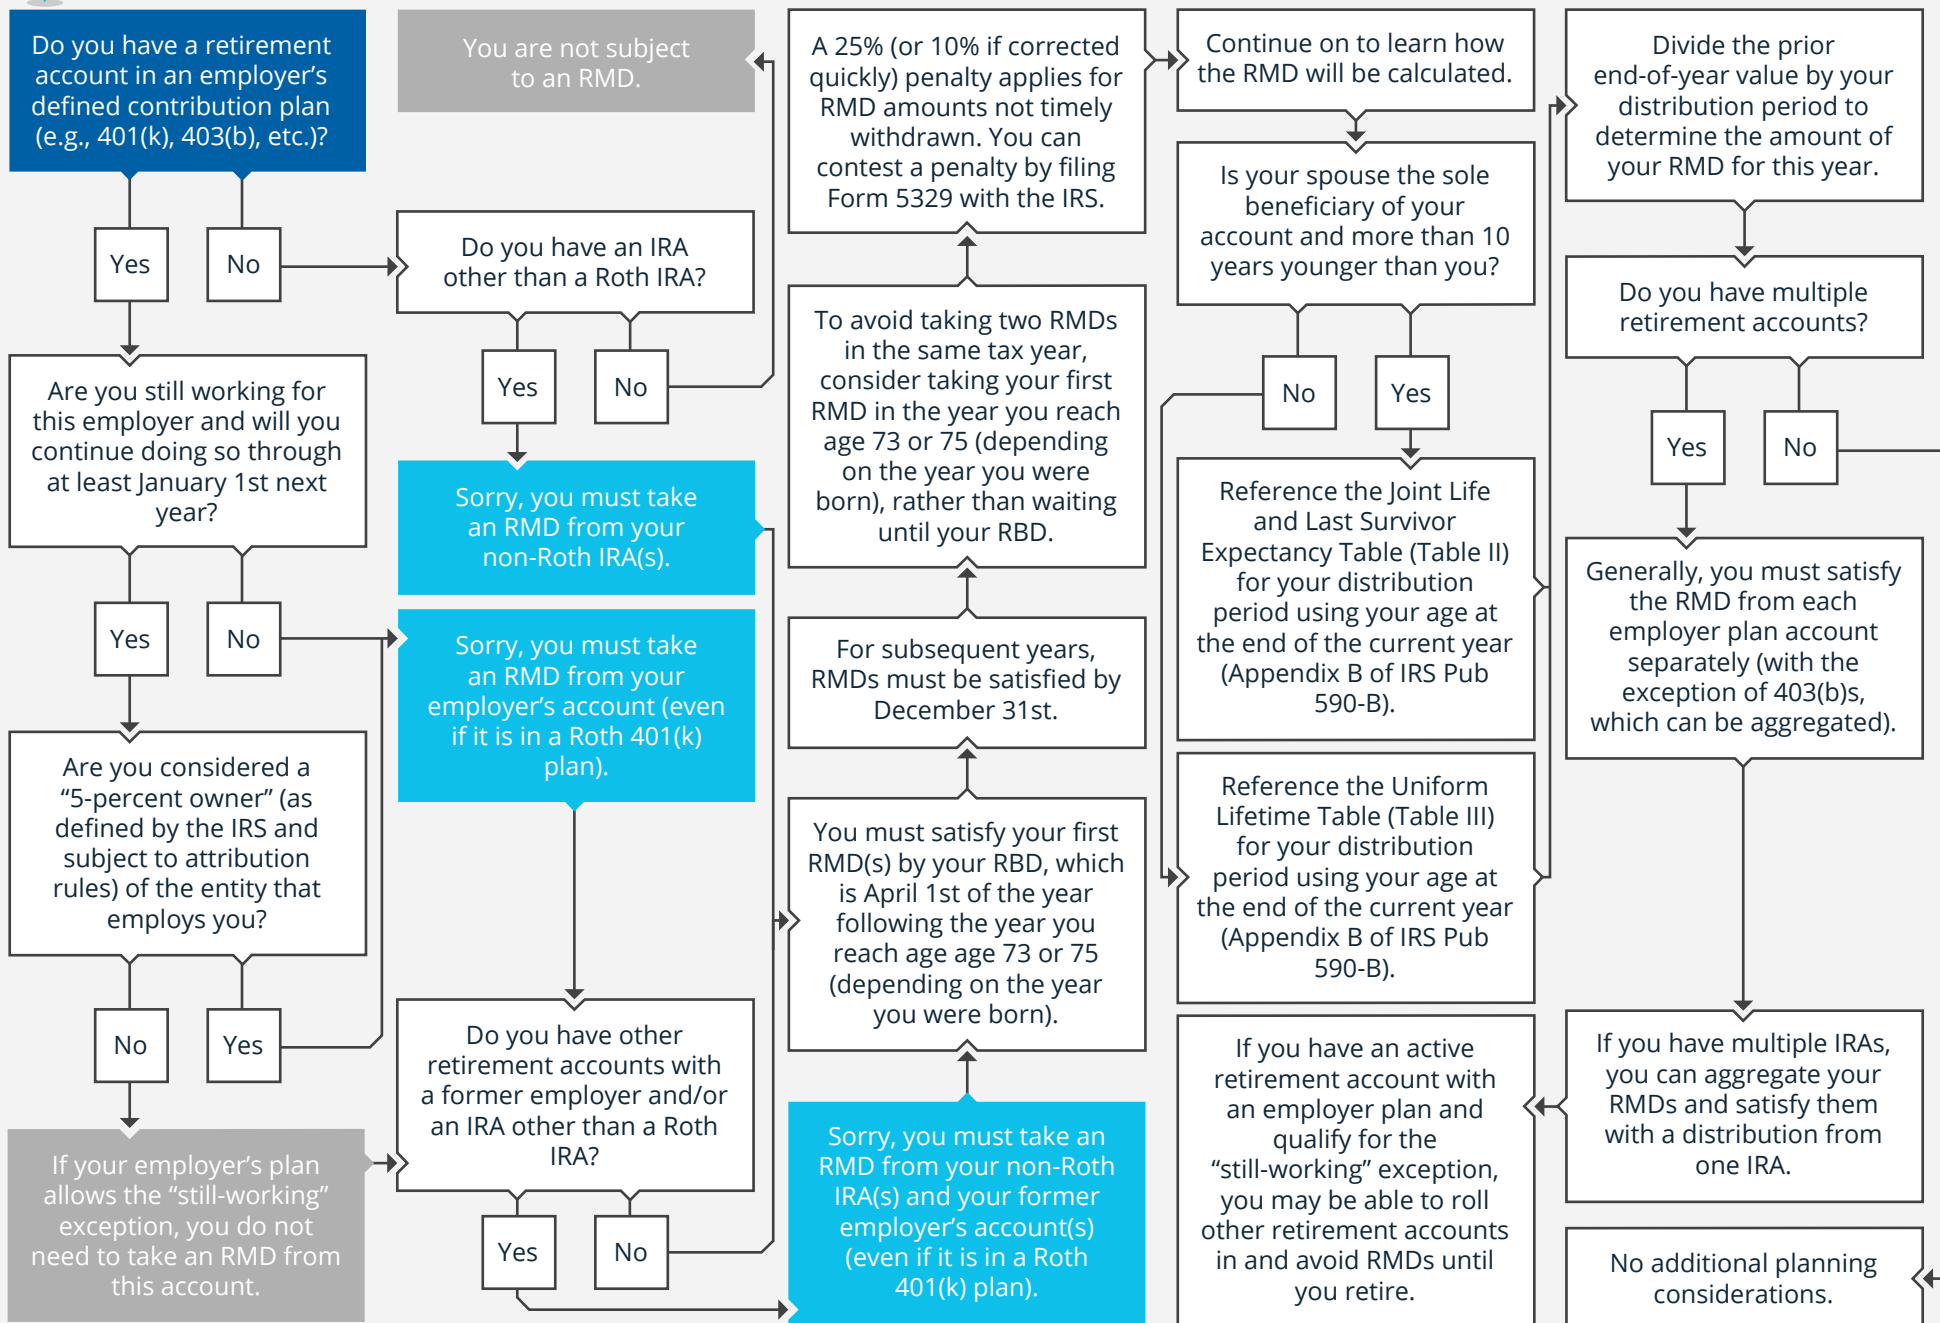 Do you have a retirement
account in an employer's
defined contribution plan
(e.g., 401(k), 403(b), etc.)?
Yes
No
Are you still working for
this employer and will you
continue doing so through
at least January 1st next
year?
Yes
No
Are you considered a
“5-percent owner” (as
defined by the IRS and
subject to attribution
rules) of the entity that
employs you?
No
Yes
If your employer's plan
allows the “still-working”
exception, you do not
need to take an RMD from
this account.
You are not subject
to an RMD.
Do you have an IRA
other than a Roth IRA?
Yes
No
Sorry, you must take
an RMD from your
non-Roth IRA(s).
Sorry, you must take
an RMD from your
employer's account (even
if it is in a Roth 401(k)
plan).
Do you have other
retirement accounts with
a former employer and/or
an IRA other than a Roth
IRA?
Yes
No
A 25% (or 10% if corrected
quickly) penalty applies for
RMD amounts not timely
withdrawn. You can
contest a penalty by filing
Form 5329 with the IRS.
To avoid taking two RMDs
in the same tax year,
consider taking your first
RMD in the year you reach
age 73 or 75 (depending
on the year you were
born), rather than waiting
until your RBD.
For subsequent years,
RMDs must be satisfied by
December 31st.
You must satisfy your first
RMD(s) by your RBD, which
is April 1st of the year
following the year you
reach age age 73 or 75
(depending on the year
you were born).
Sorry, you must take an
RMD from your non-Roth
IRA(s) and your former
employer's account(s)
(even if it is in a Roth
401(k) plan).
Continue on to learn how
the RMD will be calculated.
Is your spouse the sole
beneficiary of your
account and more than 10
years younger than you?
No
Yes
Reference the Joint Life
and Last Survivor
Expectancy Table (Table II)
for your distribution
period using your age at
the end of the current year
(Appendix B of IRS Pub
590-B).
Reference the Uniform
Lifetime Table (Table III)
for your distribution
period using your age at
the end of the current year
(Appendix B of IRS Pub
590-B).
If you have an active
retirement account with
an employer plan and
qualify for the
“still-working” exception,
you may be able to roll
other retirement accounts
in and avoid RMDs until
you retire.
Divide the prior
end-of-year value by your
distribution period to
determine the amount of
your RMD for this year.
Do you have multiple
retirement accounts?
Yes
No
Generally, you must satisfy
the RMD from each
employer plan account
separately (with the
exception of 403(b)s,
which can be aggregated).
If you have multiple IRAs,
you can aggregate your
RMDs and satisfy them
with a distribution from
one IRA.
No additional planning
considerations.